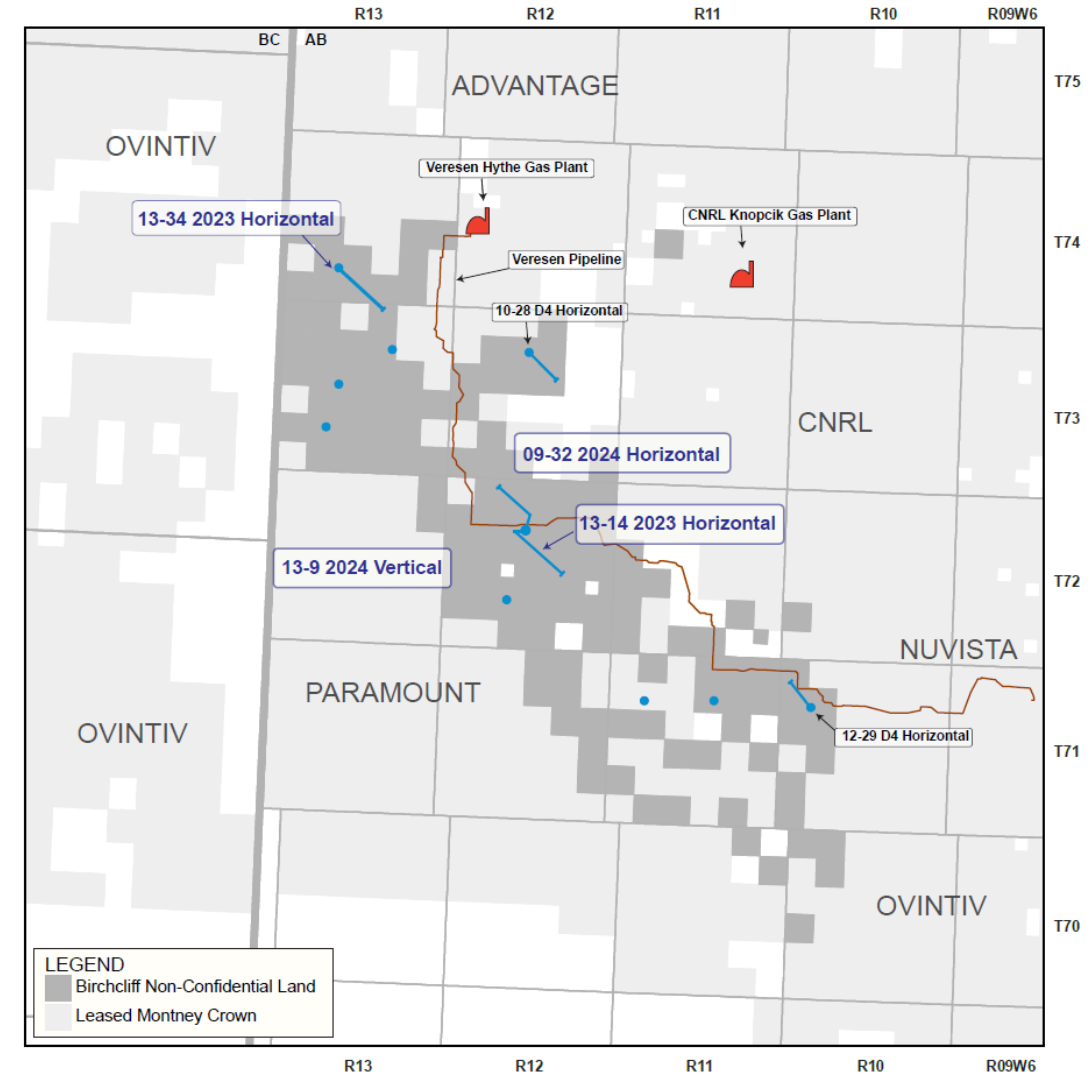 R13
R12
R11
R10
R09W6
BC
AB
T75
ADVANTAGE
OVINTIV
Veresen Hythe Gas Plant
13-34 2023 Horizontal
CNRL Knopcik Gas Plant
T74
Veresen Pipeline
10-28 D4 Horizontal
CNRL
T73
09-32 2024 Horizontal
13-14 2023 Horizontal
13-9 2024 Vertical
T72
NUVISTA
PARAMOUNT
OVINTIV
12-29 D4 Horizontal
T71
OVINTIV
T70
LEGEND
Birchcliff Non-Confidential Land
Leased Montney Crown
R13
R12
R11
R10
R09W6